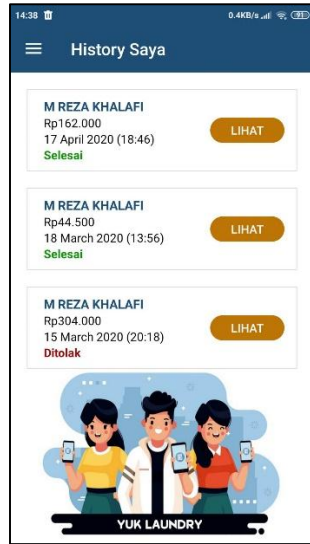 14:38 0.4KB/s 91
History Saya
M REZA KHALAFI
Rp162.000
17 April 2020 (18:46)
Selesai
LIHAT
M REZA KHALAFI
Rp44.500
18 March 2020 (13:56)
Selesai
LIHAT
M REZA KHALAFI
Rp304.000
15 March 2020 (20:18)
Ditolak
LIHAT
YUK LAUNDRY